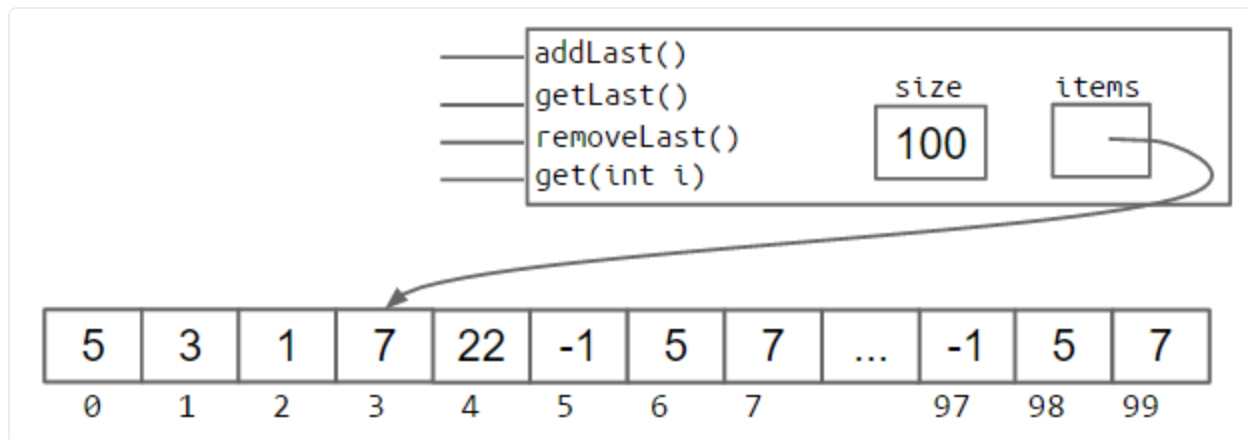 addLast()
getLast()
removeLast()
get(int i)
size
items
100
5 3 1 7 22 -1 5 7 ... -1 5 7
0 1 2 3 4 5 6 7 97 98 99